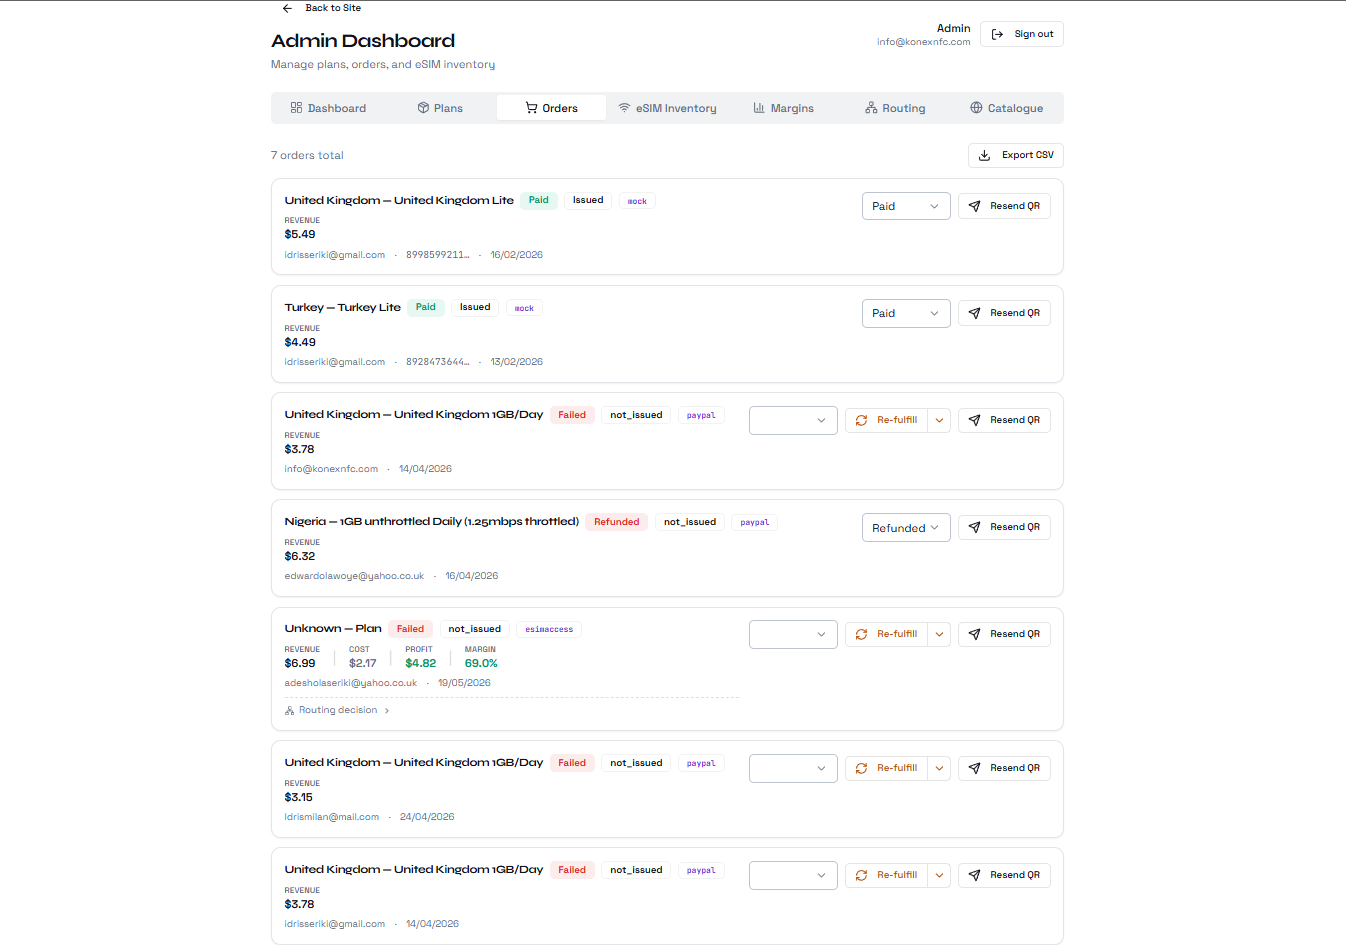 Back to Site
Admin Dashboard
Manage plans, orders, and eSIM inventory
Admin
info@konexnfc.com
Sign out
Dashboard
Plans
Orders
eSIM Inventory
Margins
Routing
Catalogue
7 orders total
Export CSV
United Kingdom — United Kingdom Lite Paid Issued mock
Paid
Resend QR
REVENUE
$5.49
idrisseriki@gmail.com · 8998599211… · 16/02/2026
Turkey — Turkey Lite Paid Issued mock
Paid
Resend QR
REVENUE
$4.49
idrisseriki@gmail.com · 8928473644… · 13/02/2026
United Kingdom — United Kingdom 1GB/Day Failed not_issued paypal
Re-fulfill
Resend QR
REVENUE
$3.78
info@konexnfc.com · 14/04/2026
Nigeria — 1GB unthrottled Daily (1.25mbps throttled) Refunded not_issued paypal
Refunded
Resend QR
REVENUE
$6.32
edwardolawoye@yahoo.co.uk · 16/04/2026
Unknown — Plan Failed not_issued esimaccess
Re-fulfill
Resend QR
REVENUE COST PROFIT MARGIN
$6.99 $2.17 $4.82 69.0%
adesholaseriki@yahoo.co.uk · 19/05/2026
Routing decision
United Kingdom — United Kingdom 1GB/Day Failed not_issued paypal
Re-fulfill
Resend QR
REVENUE
$3.15
idrismilan@mail.com · 24/04/2026
United Kingdom — United Kingdom 1GB/Day Failed not_issued paypal
Re-fulfill
Resend QR
REVENUE
$3.78
idrisseriki@gmail.com · 14/04/2026